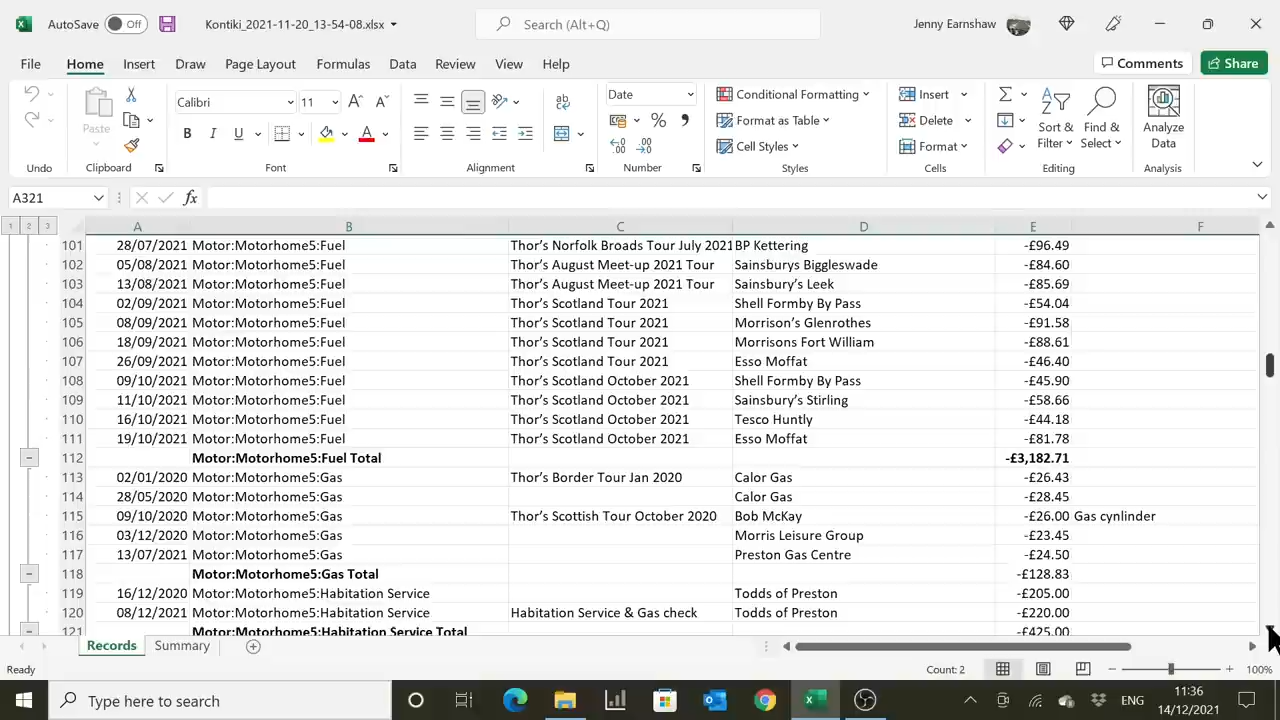 AutoSave Off Kontiki_2021-11-20_13-54-08.xlsx Search (Alt+Q) Jenny Earnshaw
File Home Insert Draw Page Layout Formulas Data Review View Help Comments Share
Paste Calibri 11 Date Conditional Formatting Insert
Format as Table Delete Sort & Filter Find & Select Analyze Data
Cell Styles Format
Undo Clipboard Font Alignment Number Styles Cells Editing Analysis
A321 fx
1 2 3 A B C D E F
101 28/07/2021 Motor:Motorhome5:Fuel Thor's Norfolk Broads Tour July 2021 BP Kettering -£96.49
102 05/08/2021 Motor:Motorhome5:Fuel Thor's August Meet-up 2021 Tour Sainsburys Biggleswade -£84.60
103 13/08/2021 Motor:Motorhome5:Fuel Thor's August Meet-up 2021 Tour Sainsbury's Leek -£85.69
104 02/09/2021 Motor:Motorhome5:Fuel Thor's Scotland Tour 2021 Shell Formby By Pass -£54.04
105 08/09/2021 Motor:Motorhome5:Fuel Thor's Scotland Tour 2021 Morrison's Glenrothes -£91.58
106 18/09/2021 Motor:Motorhome5:Fuel Thor's Scotland Tour 2021 Morrisons Fort William -£88.61
107 26/09/2021 Motor:Motorhome5:Fuel Thor's Scotland Tour 2021 Esso Moffat -£46.40
108 09/10/2021 Motor:Motorhome5:Fuel Thor's Scotland October 2021 Shell Formby By Pass -£45.90
109 11/10/2021 Motor:Motorhome5:Fuel Thor's Scotland October 2021 Sainsbury's Stirling -£58.66
110 16/10/2021 Motor:Motorhome5:Fuel Thor's Scotland October 2021 Tesco Huntly -£44.18
111 19/10/2021 Motor:Motorhome5:Fuel Thor's Scotland October 2021 Esso Moffat -£81.78
112 Motor:Motorhome5:Fuel Total -£3,182.71
113 02/01/2020 Motor:Motorhome5:Gas Thor's Border Tour Jan 2020 Calor Gas -£26.43
114 28/05/2020 Motor:Motorhome5:Gas Calor Gas -£28.45
115 09/10/2020 Motor:Motorhome5:Gas Thor's Scottish Tour October 2020 Bob McKay -£26.00 Gas cynlinder
116 03/12/2020 Motor:Motorhome5:Gas Morris Leisure Group -£23.45
117 13/07/2021 Motor:Motorhome5:Gas Preston Gas Centre -£24.50
118 Motor:Motorhome5:Gas Total -£128.83
119 16/12/2020 Motor:Motorhome5:Habitation Service Todds of Preston -£205.00
120 08/12/2021 Motor:Motorhome5:Habitation Service Habitation Service & Gas check Todds of Preston -£220.00
121 Motor:Motorhome5:Habitation Service Total -£425.00
Records Summary
Ready Count: 2 100%
Type here to search ENG 11:36
14/12/2021